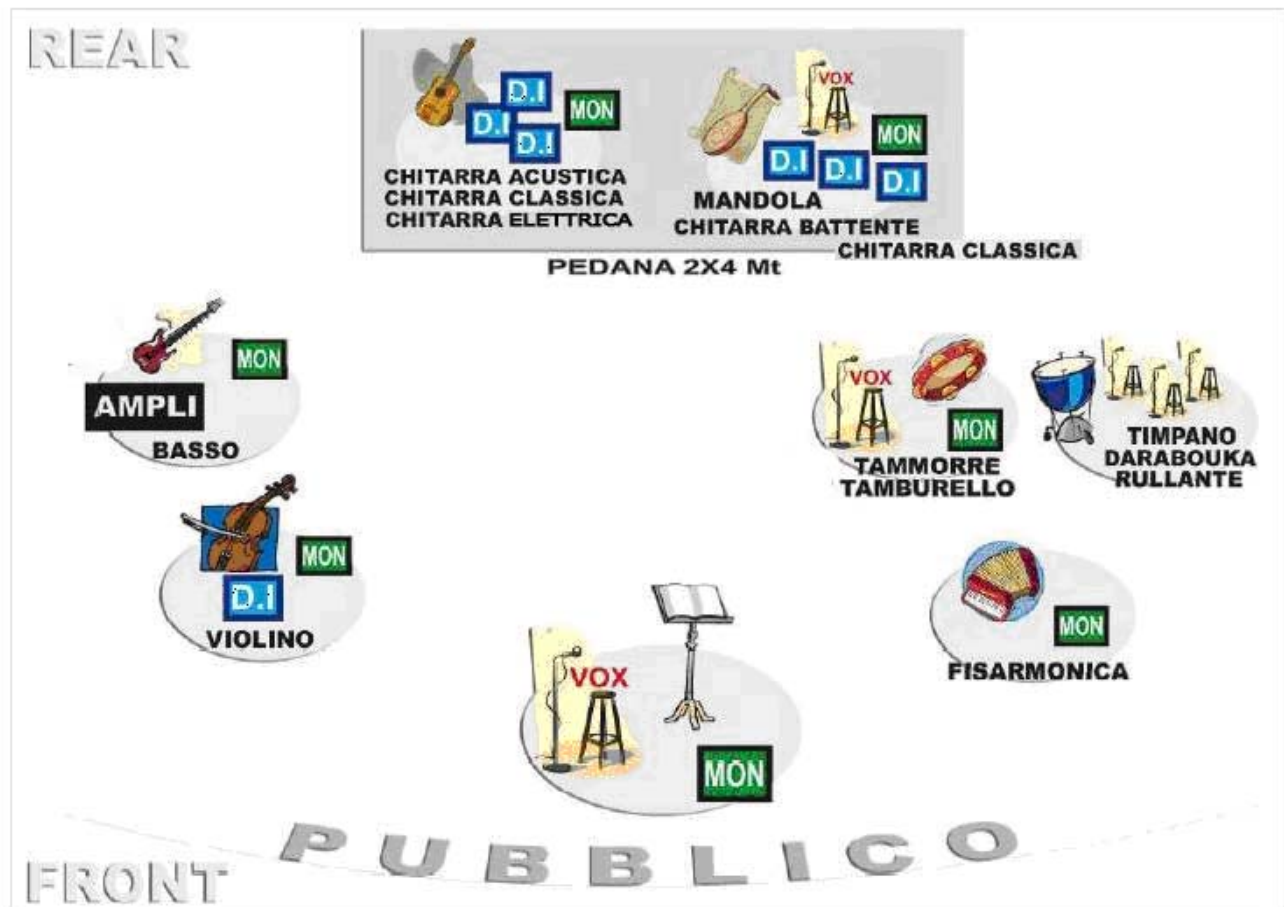 REAR
D.I
D.I
D.I
MON
CHITARRA ACUSTICA
CHITARRA CLASSICA
CHITARRA ELETTRICA
VOX
MON
D.I
D.I
D.I
MANDOLA
CHITARRA BATTENTE
CHITARRA CLASSICA
PEDANA 2X4 Mt
MON
AMPLI
BASSO
VOX
MON
TAMMORRE
TAMBURELLO
TIMPANO
DARABOUKA
RULLANTE
MON
D.I
VIOLINO
MON
FISARMONICA
VOX
MON
PUBBLICO
FRONT